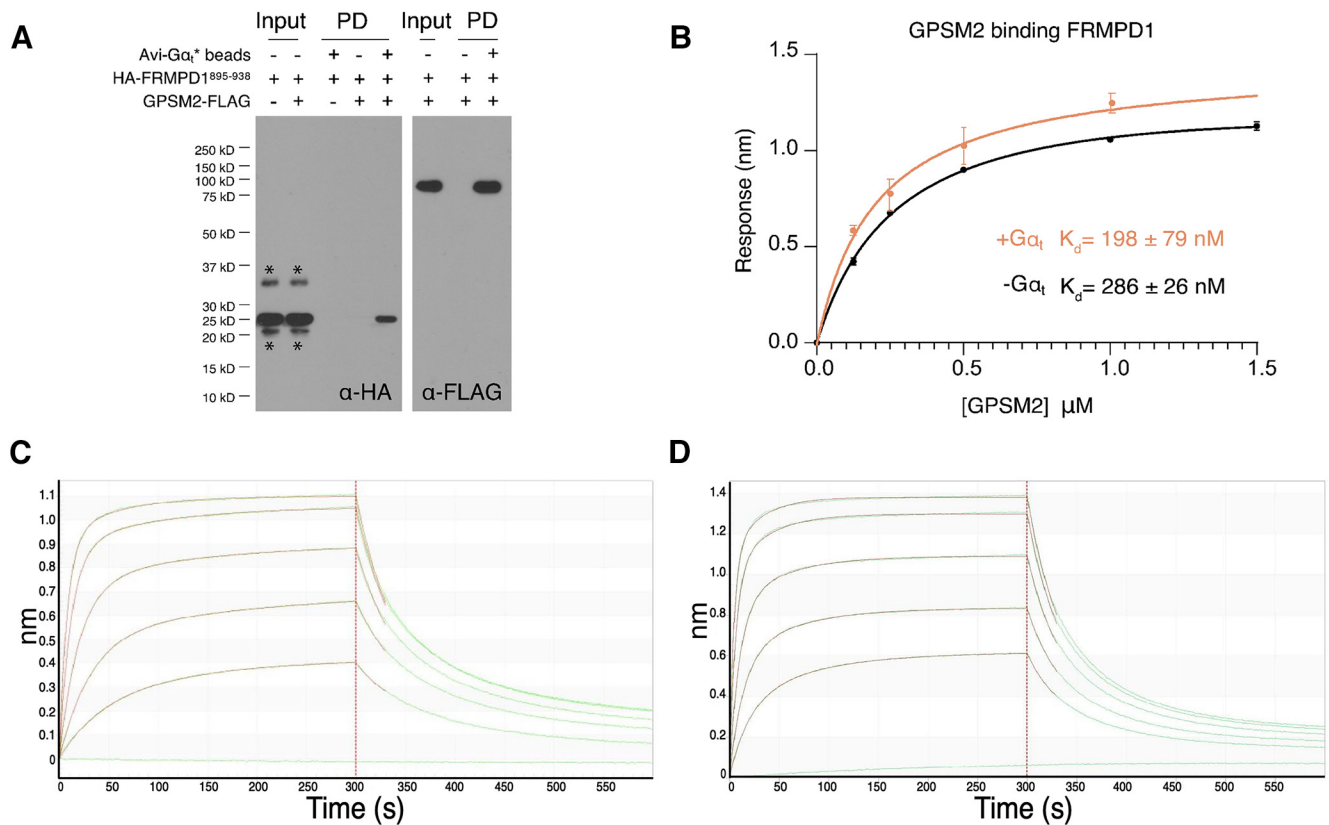 A
Input PD Input PD
Avi-Gαt* beads - - + - + - - +
HA-FRMPD1⁸⁹⁵⁻⁹³⁸ + + + + + + + +
GPSM2-FLAG - + - + + + + +
250 kD
150 kD
100 kD
75 kD
50 kD
37 kD
* *
30 kD
25 kD
20 kD
* *
15 kD
10 kD
α-HA α-FLAG
B
GPSM2 binding FRMPD1
1.5
1.0
0.5
0.0
Response (nm)
+Gαt Kd= 198 ± 79 nM
-Gαt Kd= 286 ± 26 nM
0.0 0.5 1.0 1.5
[GPSM2] μM
C
1.1
1.0
0.9
0.8
0.7
0.6
0.5
0.4
0.3
0.2
0.1
0
nm
0 50 100 150 200 250 300 350 400 450 500 550
Time (s)
D
1.4
1.2
1.0
0.8
0.6
0.4
0.2
0
nm
0 50 100 150 200 250 300 350 400 450 500 550
Time (s)